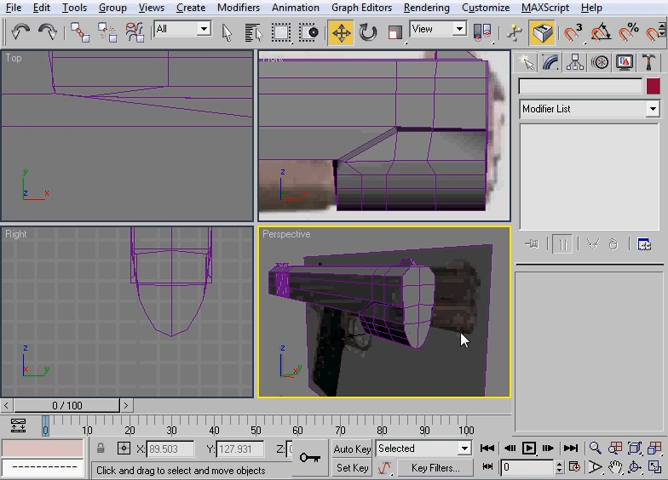 File Edit Tools Group Views Create Modifiers Animation Graph Editors Rendering Customize MAXScript Help
All
View
3
%
Top
Front
Modifier List
y
z x
z
x
Right
Perspective
z
y
z
x y
< 0 / 100 >
0 10 20 30 40 50 60 70 80 90 100
X: 89.503 Y: 127.931 Z:
Auto Key Selected
Click and drag to select and move objects
Set Key Key Filters... 0